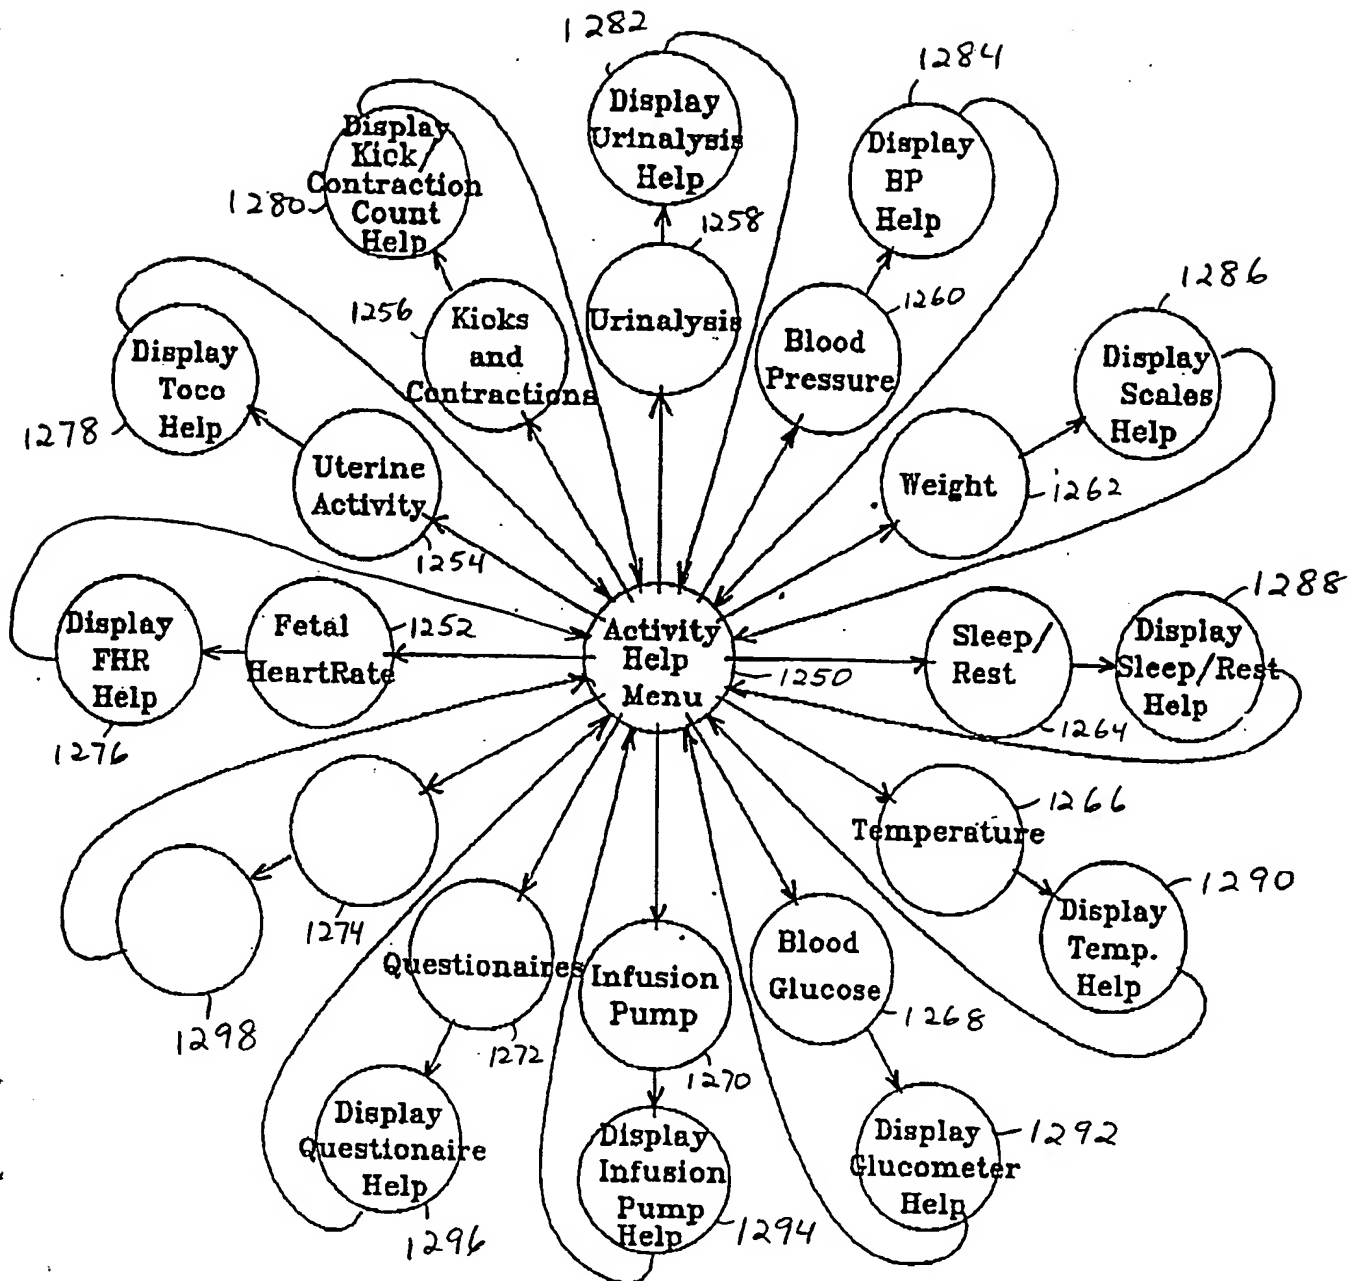 1282
Display
Urinalysis
Help
1284
Display
BP
Help
Display
Kick/
Contraction
Count
Help
1280
1258
Urinalysis
1260
Blood
Pressure
1286
Display
Scales
Help
1256
Kicks
and
Contractions
Display
Toco
Help
1278
Uterine
Activity
1254
Weight
1262
1288
Display
Sleep/Rest
Help
Sleep/
Rest
1264
Activity
Help
Menu
1250
1252
Fetal
HeartRate
Display
FHR
Help
1276
1266
Temperature
1290
Display
Temp.
Help
1274
1298
Questionaires
1272
Infusion
Pump
1270
Blood
Glucose
1268
Display
Questionaire
Help
1296
Display
Infusion
Pump
Help
1294
Display
Glucometer
Help
1292